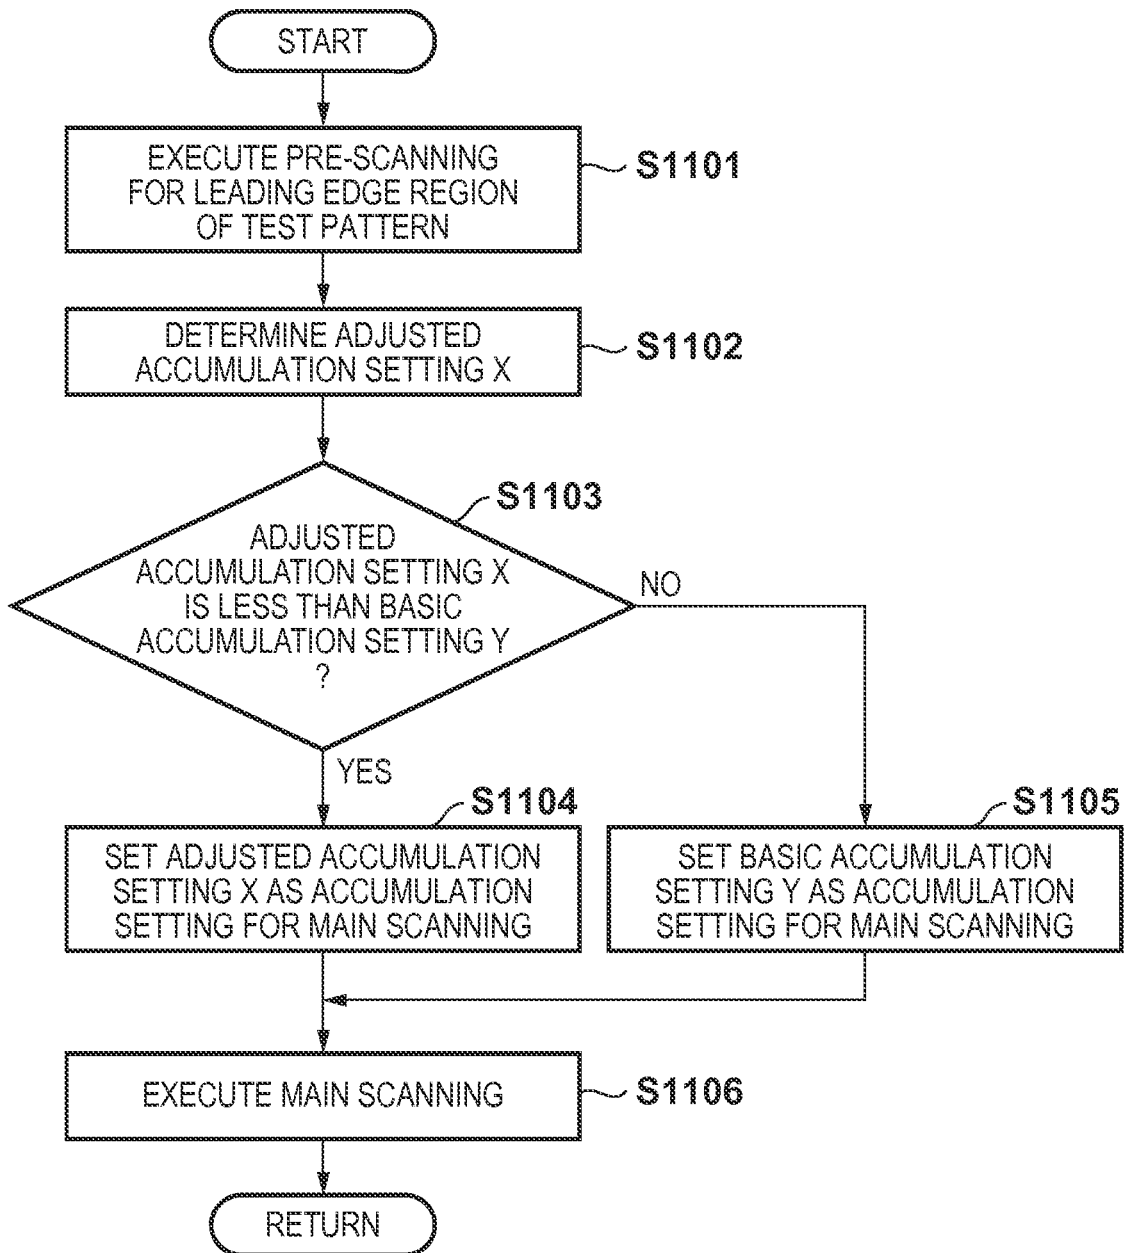 START
EXECUTE PRE-SCANNING
FOR LEADING EDGE REGION
OF TEST PATTERN
S1101
DETERMINE ADJUSTED
ACCUMULATION SETTING X
S1102
S1103
ADJUSTED
ACCUMULATION SETTING X
IS LESS THAN BASIC
ACCUMULATION SETTING Y
?
NO
YES
S1104
SET ADJUSTED ACCUMULATION
SETTING X AS ACCUMULATION
SETTING FOR MAIN SCANNING
S1105
SET BASIC ACCUMULATION
SETTING Y AS ACCUMULATION
SETTING FOR MAIN SCANNING
EXECUTE MAIN SCANNING
S1106
RETURN